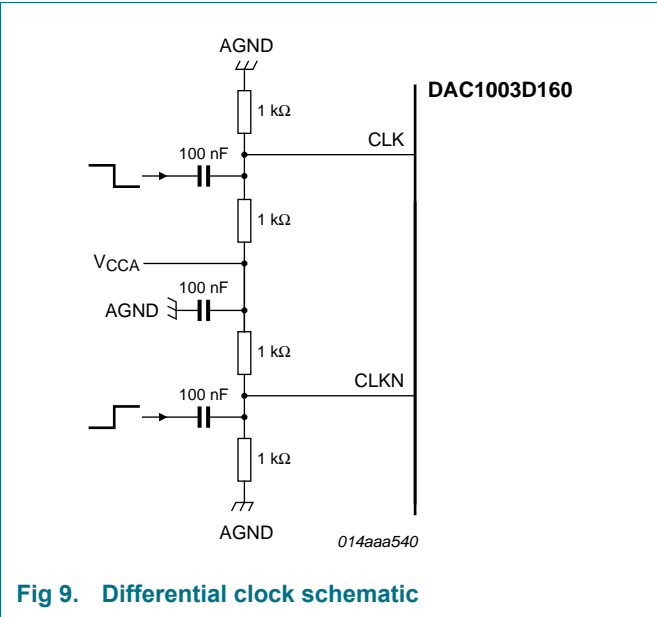 AGND
DAC1003D160
1 kΩ
CLK
100 nF
1 kΩ
VCCA
100 nF
AGND
1 kΩ
CLKN
100 nF
1 kΩ
AGND
014aaa540
Fig 9. Differential clock schematic